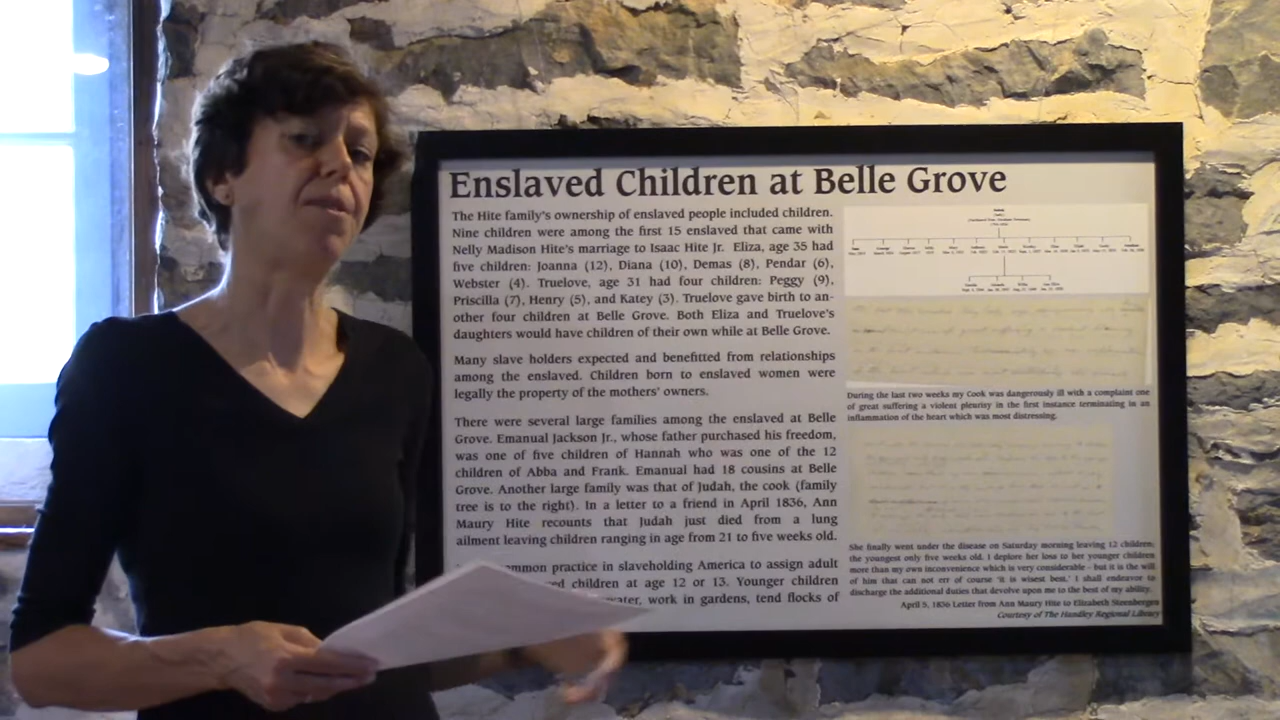 Enslaved Children at Belle Grove
The Hite family's ownership of enslaved people included children.
Nine children were among the first 15 enslaved that came with
Nelly Madison Hite's marriage to Isaac Hite Jr. Eliza, age 35 had
five children: Joanna (12), Diana (10), Demas (8), Pendar (6),
Webster (4). Truelove, age 31 had four children: Peggy (9),
Priscilla (7), Henry (5), and Katey (3). Truelove gave birth to an-
other four children at Belle Grove. Both Eliza and Truelove's
daughters would have children of their own while at Belle Grove.
Many slave holders expected and benefitted from relationships
among the enslaved. Children born to enslaved women were
legally the property of the mothers' owners.
There were several large families among the enslaved at Belle
Grove. Emanual Jackson Jr., whose father purchased his freedom,
was one of five children of Hannah who was one of the 12
children of Abba and Frank. Emanual had 18 cousins at Belle
Grove. Another large family was that of Judah, the cook (family
tree is to the right). In a letter to a friend in April 1836, Ann
Maury Hite recounts that Judah just died from a lung
ailment leaving children ranging in age from 21 to five weeks old.
practice in slaveholding America to assign adult
children at age 12 or 13. Younger children
work in gardens, tend flocks of
During the last two weeks my Cook was dangerously ill with a complaint one
of great suffering a violent pleurisy in the first instance terminating in an
inflammation of the heart which was most distressing.
She finally went under the disease on Saturday morning leaving 12 children;
the youngest only five weeks old. I deplore her loss to her younger children
more than my own inconvenience which is very considerable - but it is the will
of him that can not err of course 'it is wisest best,' I shall endeavor to
discharge the additional duties that devolve upon me to the best of my ability.
April 5, 1836 Letter from Ann Maury Hite to Elizabeth Steenbergen
Courtesy of The Handley Regional Library